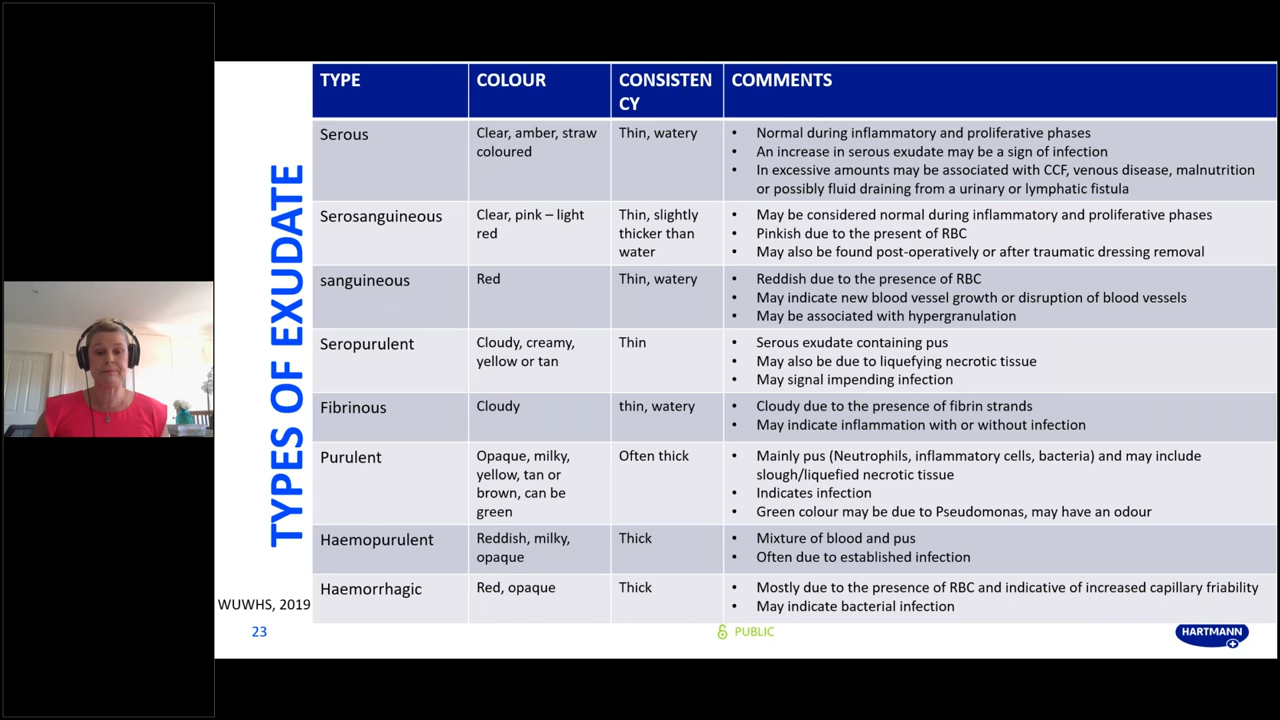 TYPES OF EXUDATE
TYPE
COLOUR
CONSISTEN
CY
COMMENTS
Serous
Clear, amber, straw
coloured
Thin, watery
• Normal during inflammatory and proliferative phases
• An increase in serous exudate may be a sign of infection
• In excessive amounts may be associated with CCF, venous disease, malnutrition
or possibly fluid draining from a urinary or lymphatic fistula
Serosanguineous
Clear, pink – light
red
Thin, slightly
thicker than
water
• May be considered normal during inflammatory and proliferative phases
• Pinkish due to the present of RBC
• May also be found post-operatively or after traumatic dressing removal
sanguineous
Red
Thin, watery
• Reddish due to the presence of RBC
• May indicate new blood vessel growth or disruption of blood vessels
• May be associated with hypergranulation
Seropurulent
Cloudy, creamy,
yellow or tan
Thin
• Serous exudate containing pus
• May also be due to liquefying necrotic tissue
• May signal impending infection
Fibrinous
Cloudy
thin, watery
• Cloudy due to the presence of fibrin strands
• May indicate inflammation with or without infection
Purulent
Opaque, milky,
yellow, tan or
brown, can be
green
Often thick
• Mainly pus (Neutrophils, inflammatory cells, bacteria) and may include
slough/liquefied necrotic tissue
• Indicates infection
• Green colour may be due to Pseudomonas, may have an odour
Haemopurulent
Reddish, milky,
opaque
Thick
• Mixture of blood and pus
• Often due to established infection
Haemorrhagic
Red, opaque
Thick
• Mostly due to the presence of RBC and indicative of increased capillary friability
• May indicate bacterial infection
WUWHS, 2019
23
PUBLIC
HARTMANN